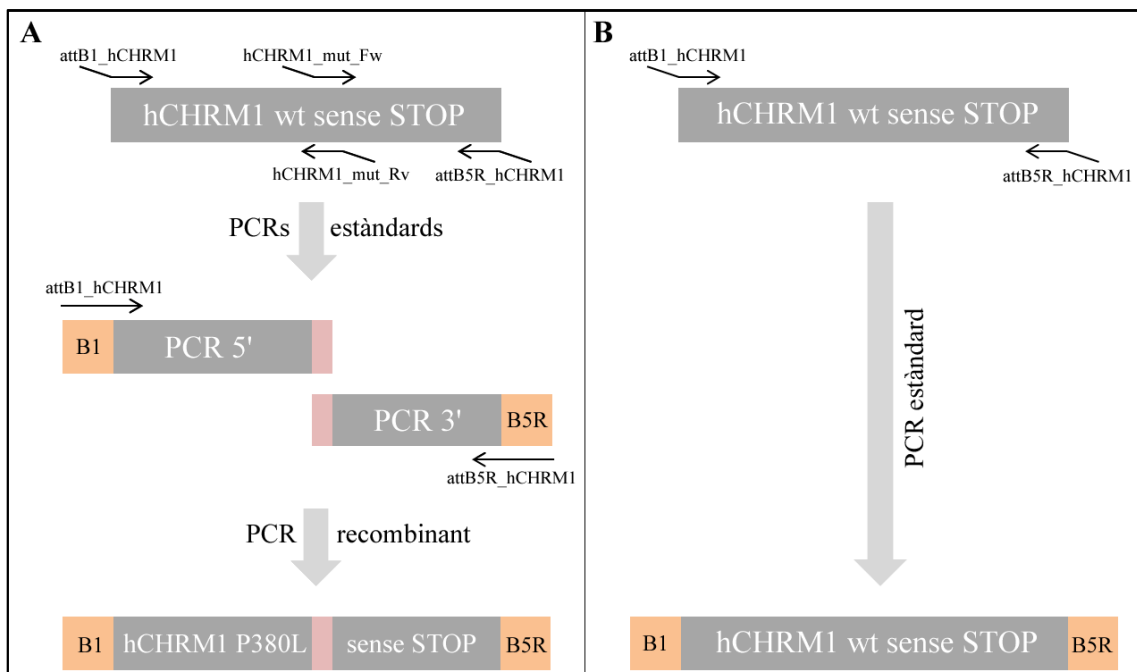 A
attB1_hCHRM1
hCHRM1_mut_Fw
hCHRM1 wt sense STOP
hCHRM1_mut_Rv
attB5R_hCHRM1
PCRs estàndards
attB1_hCHRM1
B1 PCR 5'
PCR 3' B5R
attB5R_hCHRM1
PCR recombinant
B1 hCHRM1 P380L sense STOP B5R
B
attB1_hCHRM1
hCHRM1 wt sense STOP
attB5R_hCHRM1
PCR estàndard
B1 hCHRM1 wt sense STOP B5R